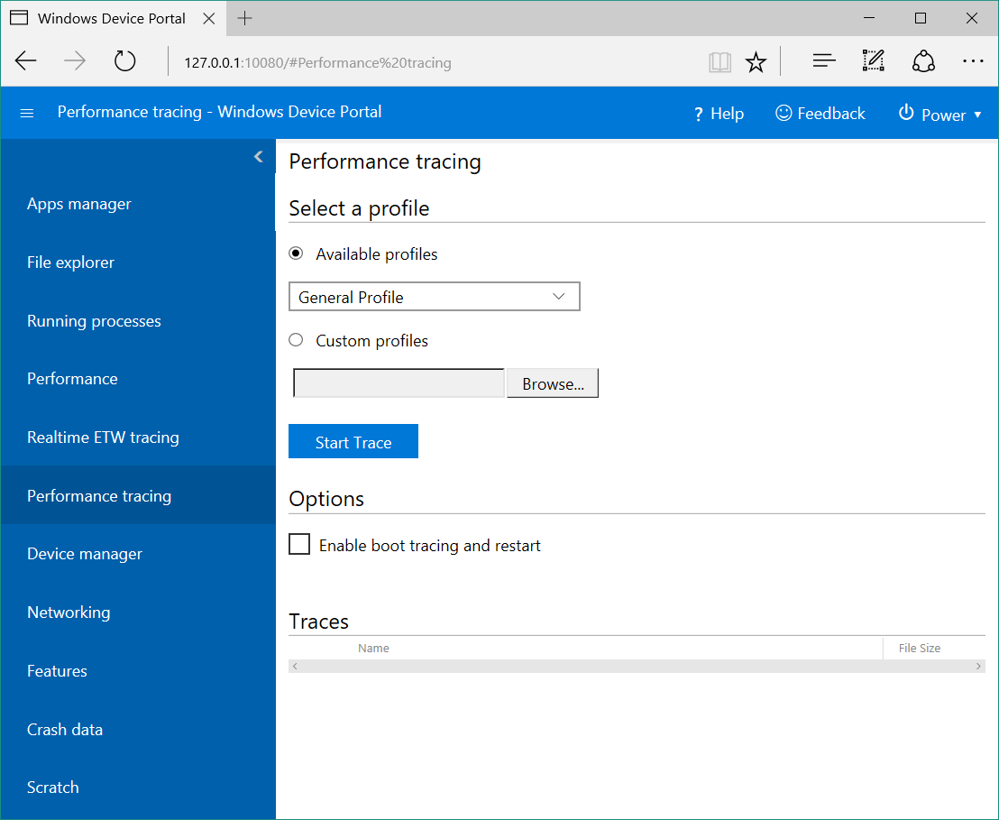 Windows Device Portal
127.0.0.1:10080/#Performance%20tracing
Performance tracing - Windows Device Portal
? Help
Feedback
Power
Apps manager
File explorer
Running processes
Performance
Realtime ETW tracing
Performance tracing
Device manager
Networking
Features
Crash data
Scratch
Performance tracing
Select a profile
Available profiles
General Profile
Custom profiles
Browse...
Start Trace
Options
Enable boot tracing and restart
Traces
Name
File Size